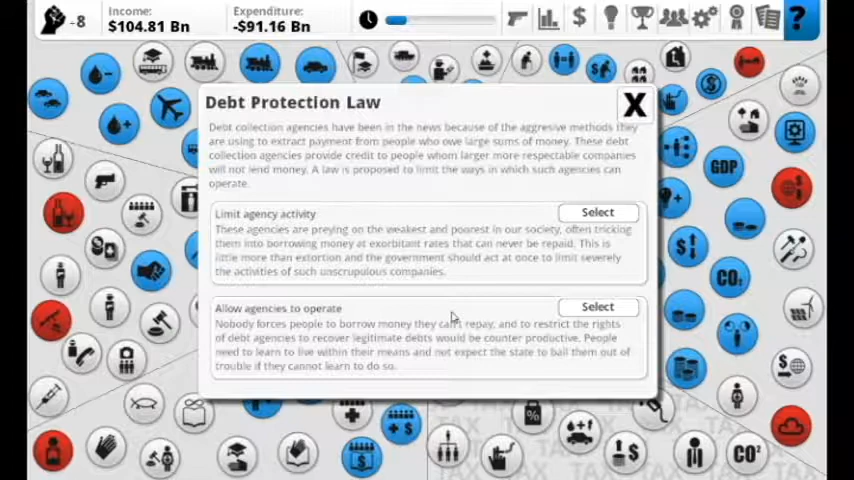 Income:
Expenditure:
-8
$104.81 Bn
-$91.16 Bn
?
Debt Protection Law
X
Debt collection agencies have been in the news because of the aggresive methods they
are using to extract payment from people who owe large sums of money. These debt
collection agencies provide credit to people whom larger more respectable companies
will not lend money. A law is proposed to limit the ways in which such agencies can
operate.
Limit agency activity
Select
These agencies are preying on the weakest and poorest in our society, often tricking
them into borrowing money at exorbitant rates that can never be repaid. This is
little more than extortion and the government should act at once to limit severely
the activities of such unscrupulous companies.
Allow agencies to operate
Select
Nobody forces people to borrow money they can't repay, and to restrict the rights
of debt agencies to recover legitimate debts would be counter productive. People
need to learn to live within their means and not expect the state to bail them out of
trouble if they cannot learn to do so.
GDP
CO²
CO²
TAX TAX TAX